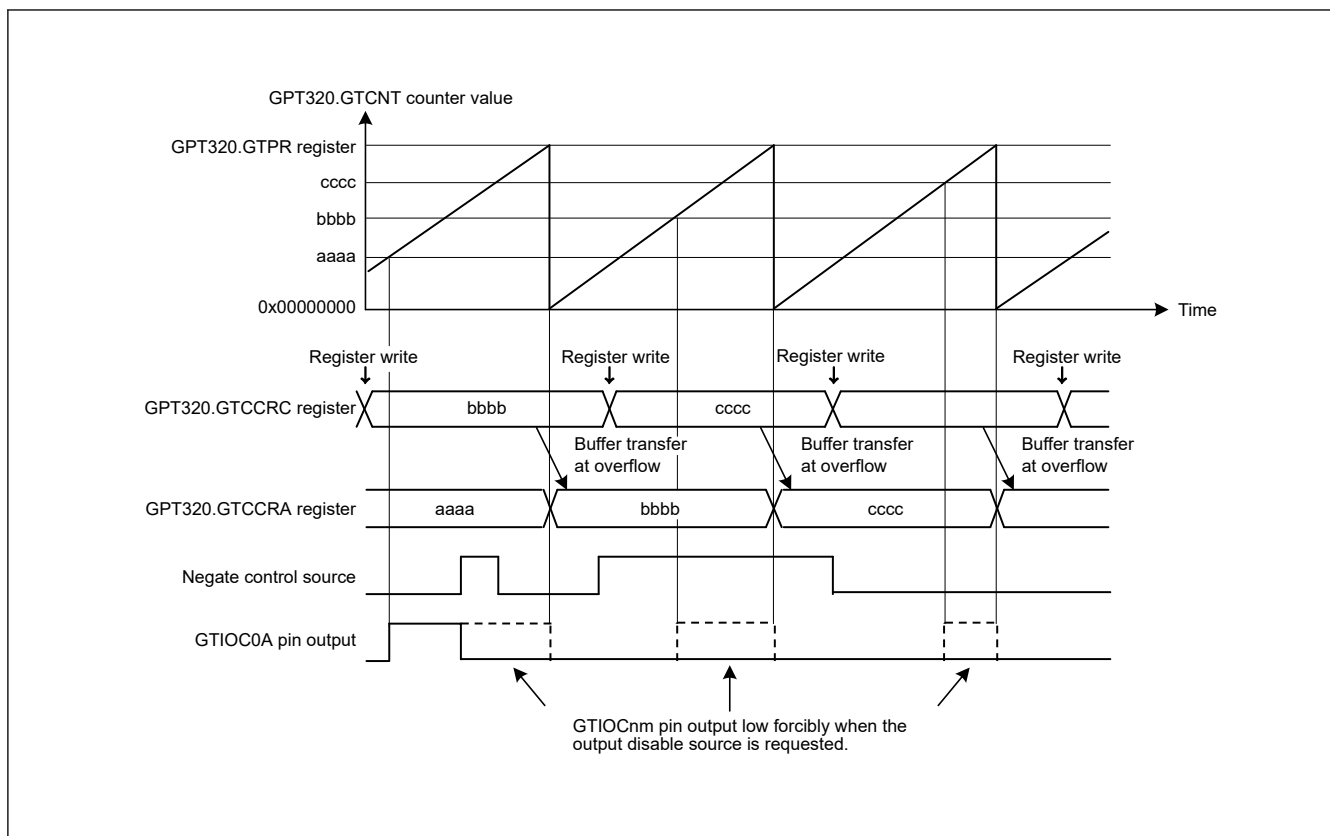 GPT320.GTCNT counter value
GPT320.GTPR register
cccc
bbbb
aaaa
0x00000000
Time
Register write
Register write
Register write
Register write
GPT320.GTCCRC register
bbbb
cccc
Buffer transfer
at overflow
Buffer transfer
at overflow
Buffer transfer
at overflow
GPT320.GTCCRA register
aaaa
bbbb
cccc
Negate control source
GTIOC0A pin output
GTIOCnm pin output low forcibly when the
output disable source is requested.